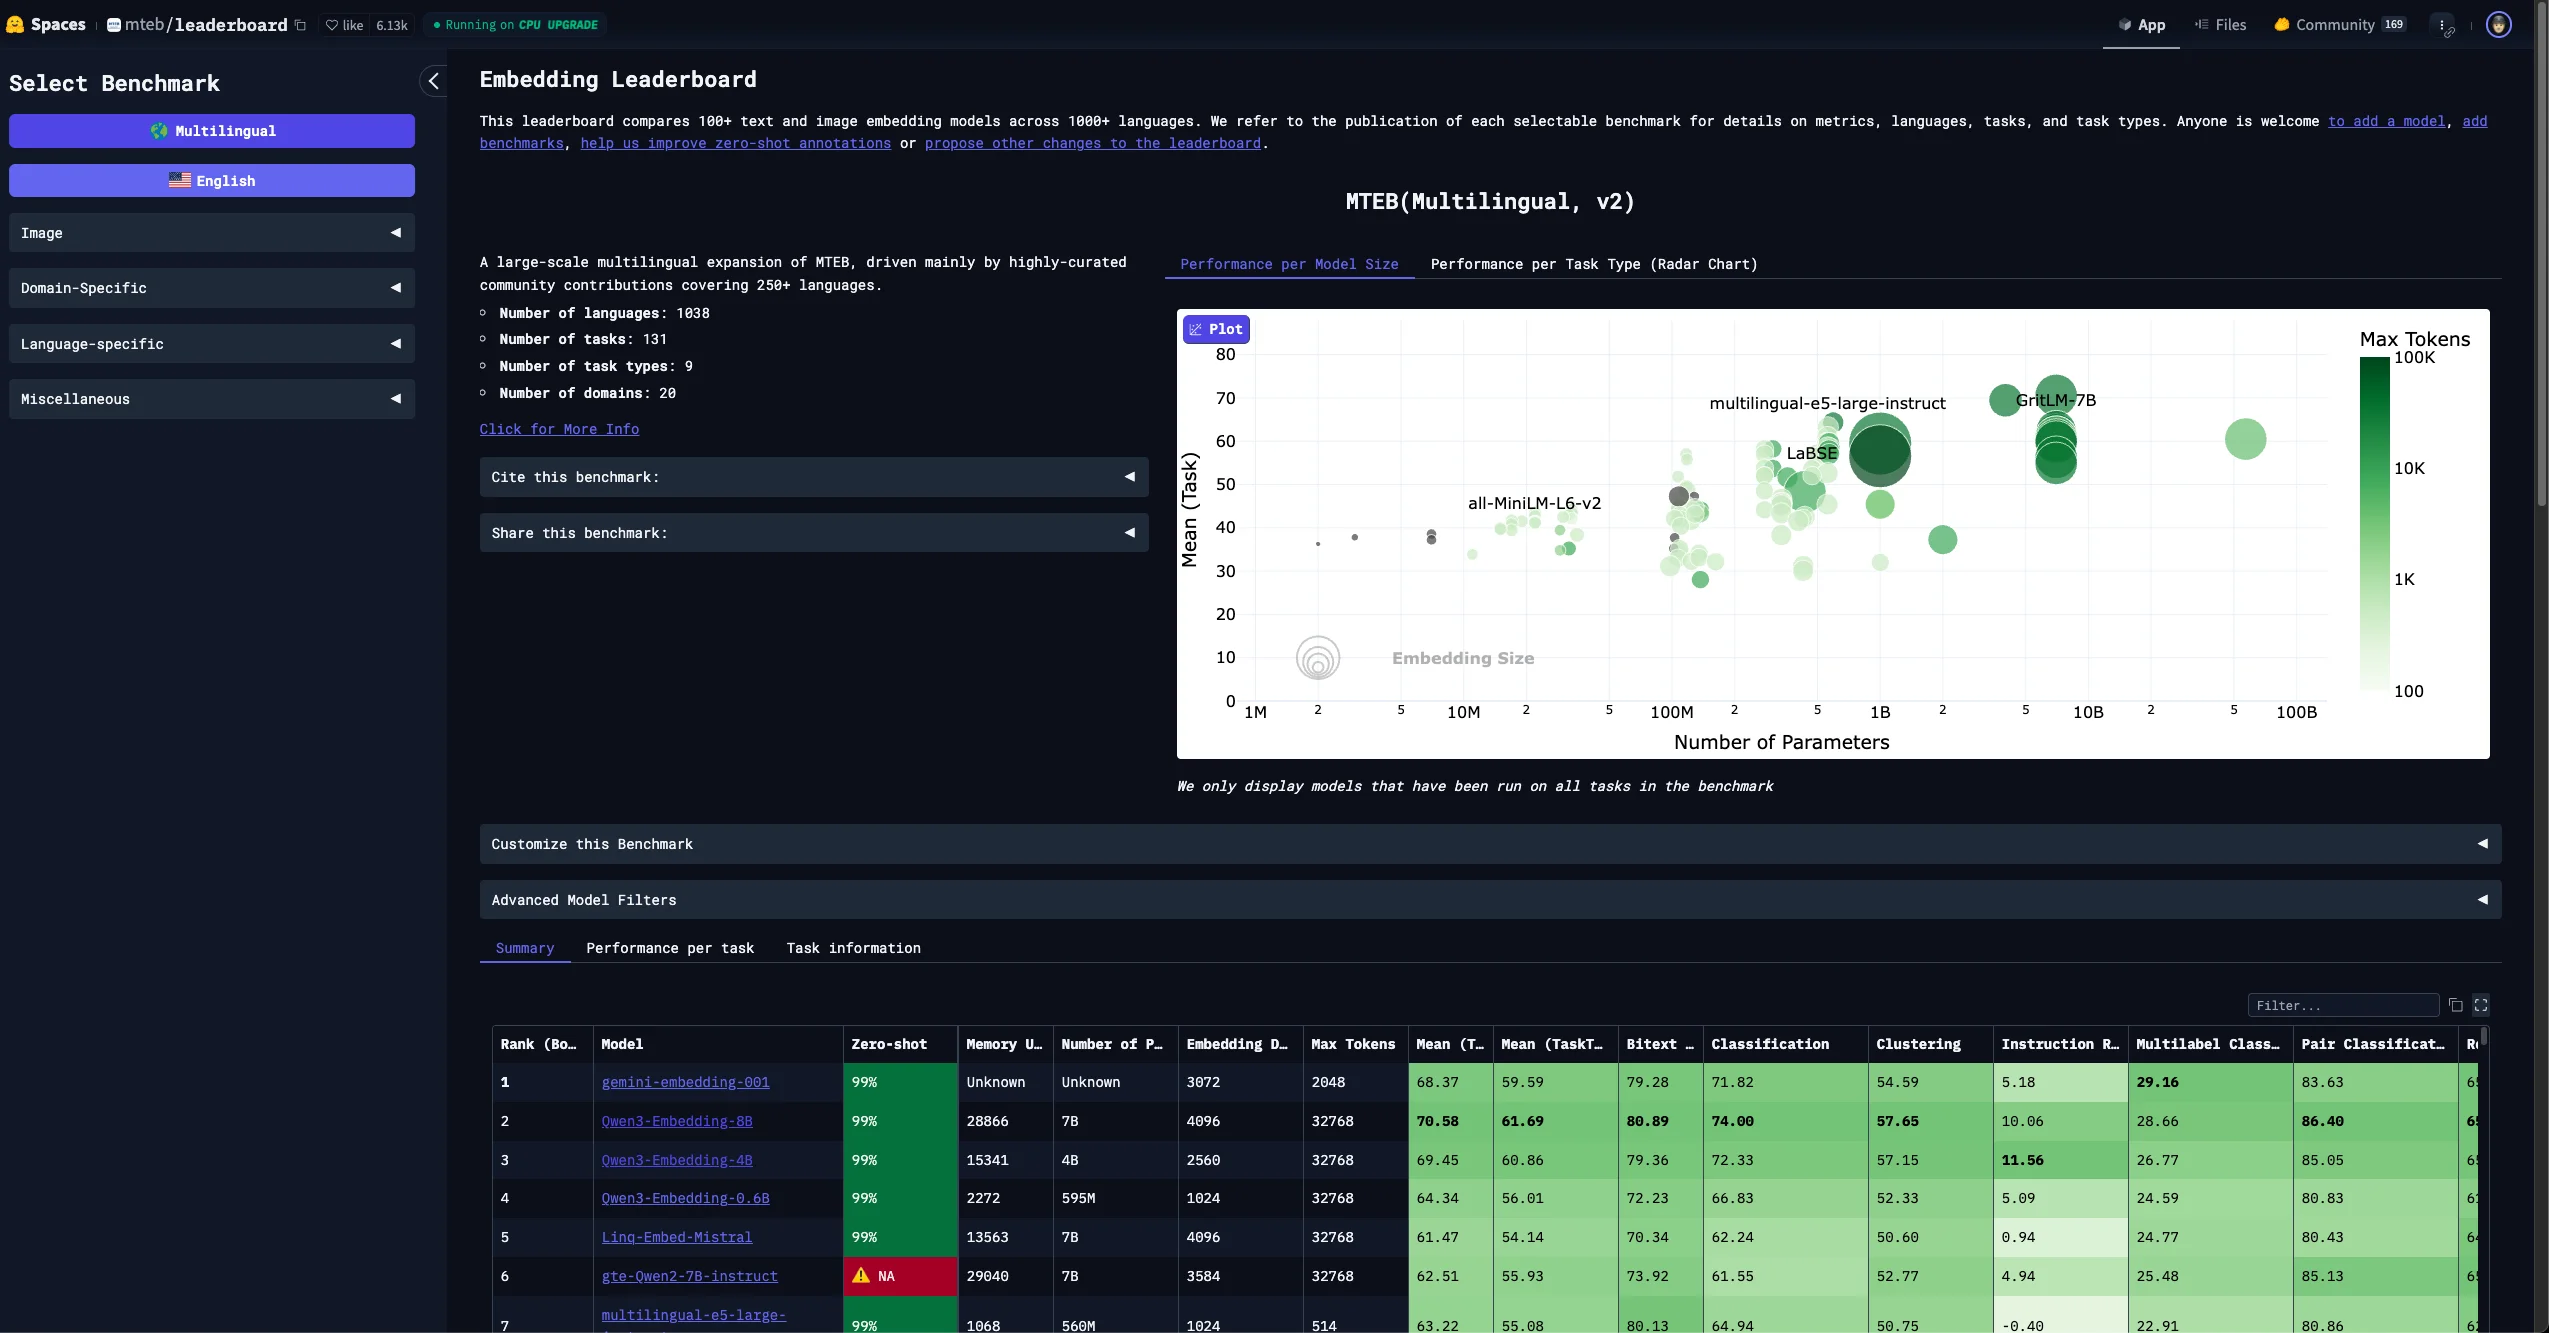 Spaces mteb/leaderboard like 6.13k Running on CPU UPGRADE App Files Community 169
Select Benchmark
Multilingual
English
Image
Domain-Specific
Language-specific
Miscellaneous
Embedding Leaderboard
This leaderboard compares 100+ text and image embedding models across 1000+ languages. We refer to the publication of each selectable benchmark for details on metrics, languages, tasks, and task types. Anyone is welcome to add a model, add
benchmarks, help us improve zero-shot annotations or propose other changes to the leaderboard.
MTEB(Multilingual, v2)
A large-scale multilingual expansion of MTEB, driven mainly by highly-curated
community contributions covering 250+ languages.
Number of languages: 1038
Number of tasks: 131
Number of task types: 9
Number of domains: 20
Click for More Info
Cite this benchmark:
Share this benchmark:
Performance per Model Size Performance per Task Type (Radar Chart)
Plot
Max Tokens
100K
10K
1K
100
Mean (Task)
80
70
60
50
40
30
20
10
0
multilingual-e5-large-instruct
GritLM-7B
LaBSE
all-MiniLM-L6-v2
Embedding Size
1M 2 5 10M 2 5 100M 2 5 1B 2 5 10B 2 5 100B
Number of Parameters
We only display models that have been run on all tasks in the benchmark
Customize this Benchmark
Advanced Model Filters
Summary Performance per task Task information
Filter...
Rank (Bo… Model Zero-shot Memory U… Number of P… Embedding D… Max Tokens Mean (T… Mean (TaskT… Bitext … Classification Clustering Instruction R… Multilabel Class… Pair Classificat…
1 gemini-embedding-001 99% Unknown Unknown 3072 2048 68.37 59.59 79.28 71.82 54.59 5.18 29.16 83.63
2 Qwen3-Embedding-8B 99% 28866 7B 4096 32768 70.58 61.69 80.89 74.00 57.65 10.06 28.66 86.40
3 Qwen3-Embedding-4B 99% 15341 4B 2560 32768 69.45 60.86 79.36 72.33 57.15 11.56 26.77 85.05
4 Qwen3-Embedding-0.6B 99% 2272 595M 1024 32768 64.34 56.01 72.23 66.83 52.33 5.09 24.59 80.83
5 Linq-Embed-Mistral 99% 13563 7B 4096 32768 61.47 54.14 70.34 62.24 50.60 0.94 24.77 80.43
6 gte-Qwen2-7B-instruct NA 29040 7B 3584 32768 62.51 55.93 73.92 61.55 52.77 4.94 25.48 85.13
7 multilingual-e5-large- 99% 1068 560M 1024 514 63.22 55.08 80.13 64.94 50.75 -0.40 22.91 80.86